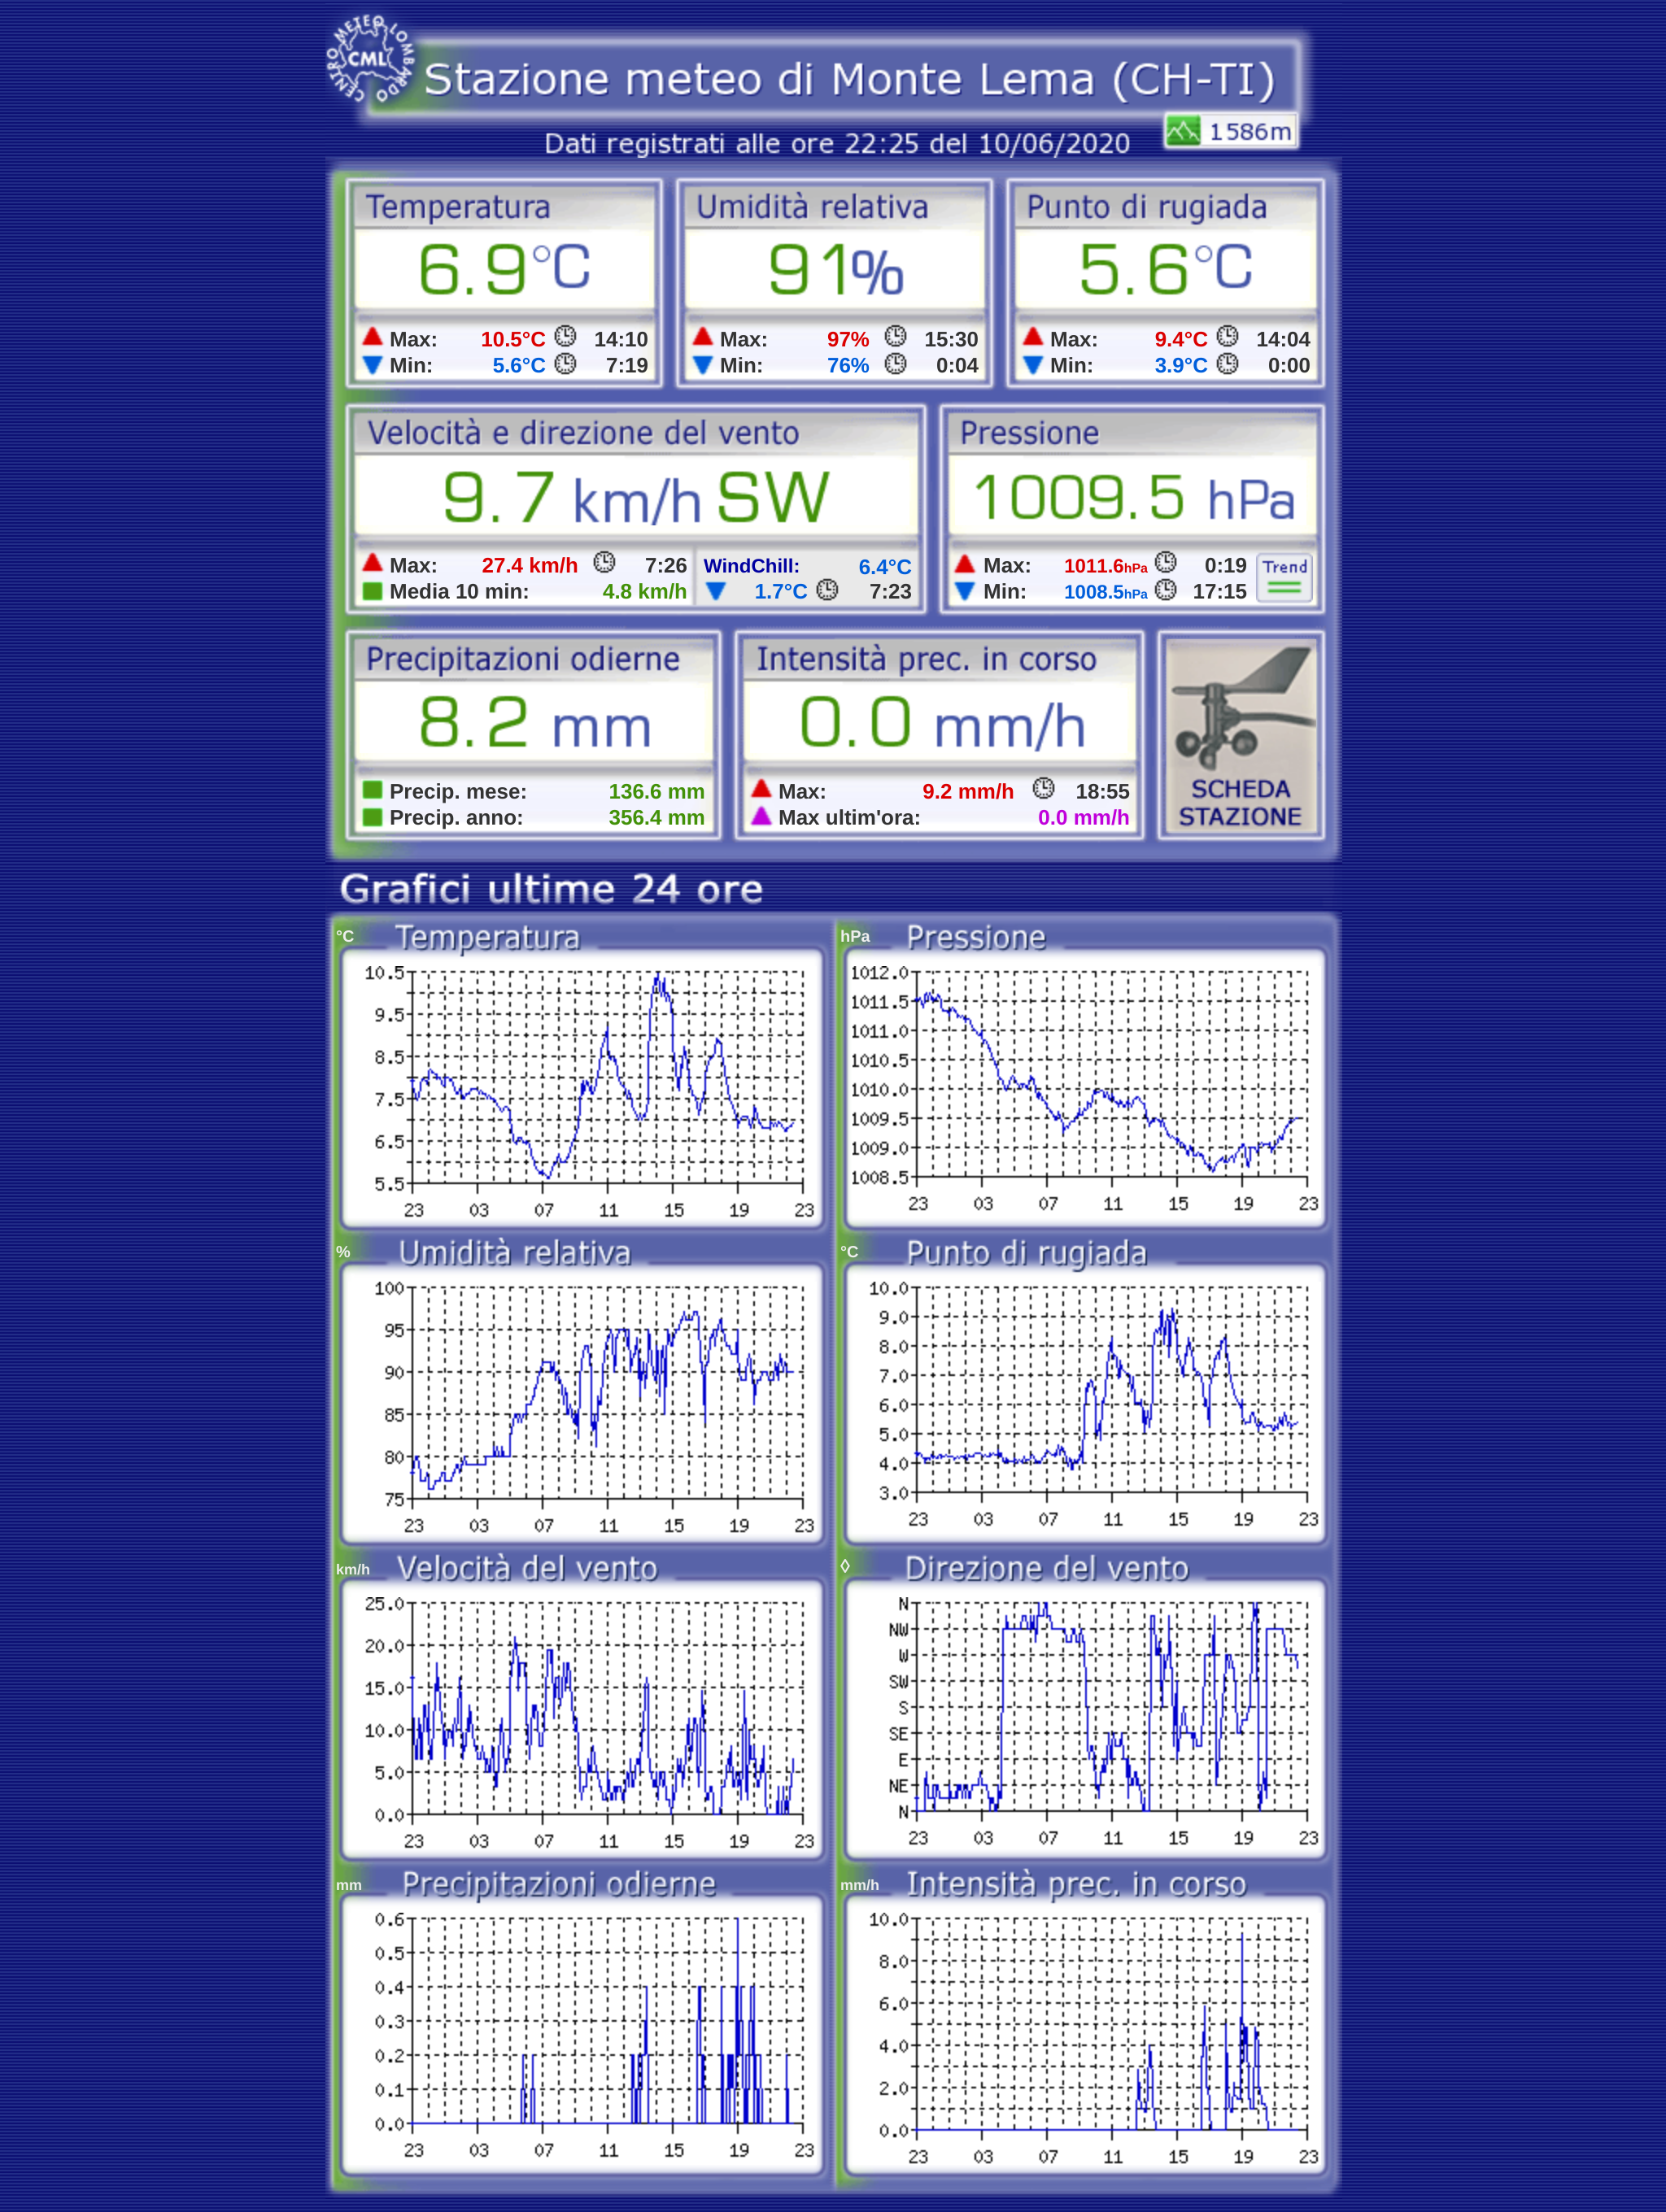 CENTRO METEO LOMBARDO
CML
Stazione meteo di Monte Lema (CH-TI)
Dati registrati alle ore 22:25 del 10/06/2020
1586m
Temperatura
6.9°C
Max: 10.5°C 14:10
Min: 5.6°C 7:19
Umidità relativa
91%
Max: 97% 15:30
Min: 76% 0:04
Punto di rugiada
5.6°C
Max: 9.4°C 14:04
Min: 3.9°C 0:00
Velocità e direzione del vento
9.7 km/h SW
Max: 27.4 km/h 7:26
Media 10 min: 4.8 km/h
WindChill: 6.4°C
1.7°C 7:23
Pressione
1009.5 hPa
Max: 1011.6hPa 0:19
Min: 1008.5hPa 17:15
Trend
Precipitazioni odierne
8.2 mm
Precip. mese: 136.6 mm
Precip. anno: 356.4 mm
Intensità prec. in corso
0.0 mm/h
Max: 9.2 mm/h 18:55
Max ultim'ora: 0.0 mm/h
SCHEDA
STAZIONE
Grafici ultime 24 ore
°C Temperatura
10.5
9.5
8.5
7.5
6.5
5.5
23 03 07 11 15 19 23
hPa Pressione
1012.0
1011.5
1011.0
1010.5
1010.0
1009.5
1009.0
1008.5
23 03 07 11 15 19 23
% Umidità relativa
100
95
90
85
80
75
23 03 07 11 15 19 23
°C Punto di rugiada
10.0
9.0
8.0
7.0
6.0
5.0
4.0
3.0
23 03 07 11 15 19 23
km/h Velocità del vento
25.0
20.0
15.0
10.0
5.0
0.0
23 03 07 11 15 19 23
◊ Direzione del vento
N
NW
W
SW
S
SE
E
NE
N
23 03 07 11 15 19 23
mm Precipitazioni odierne
0.6
0.5
0.4
0.3
0.2
0.1
0.0
23 03 07 11 15 19 23
mm/h Intensità prec. in corso
10.0
8.0
6.0
4.0
2.0
0.0
23 03 07 11 15 19 23